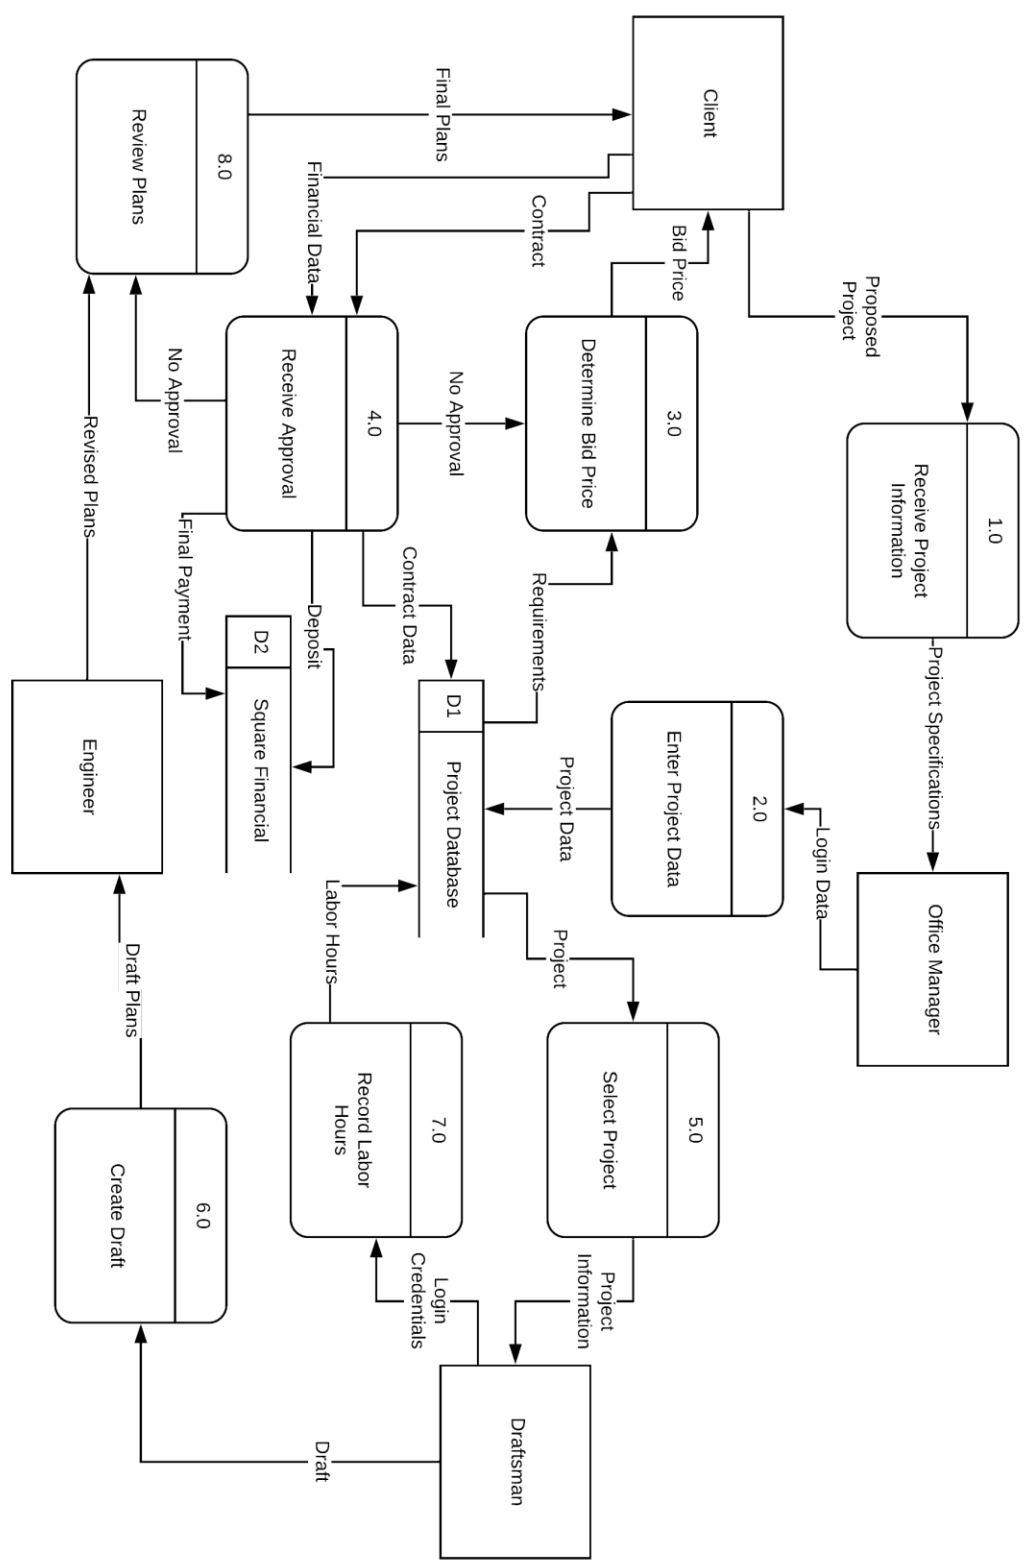 1.0
Receive Project
Information
Project Specifications
Office Manager
Proposed
Project
Login Data
2.0
Enter Project Data
Client
Bid Price
3.0
Determine Bid Price
5.0
Select Project
Project
Information
Project Data
Project
Requirements
Contract
Draftsman
D1
Project Database
No Approval
Final Plans
Login
Credentials
7.0
Record Labor
Hours
Contract Data
4.0
Receive Approval
Labor Hours
Financial Data
Deposit
Draft
D2
Square Financial
8.0
Review Plans
6.0
Create Draft
Final Payment
No Approval
Draft Plans
Revised Plans
Engineer